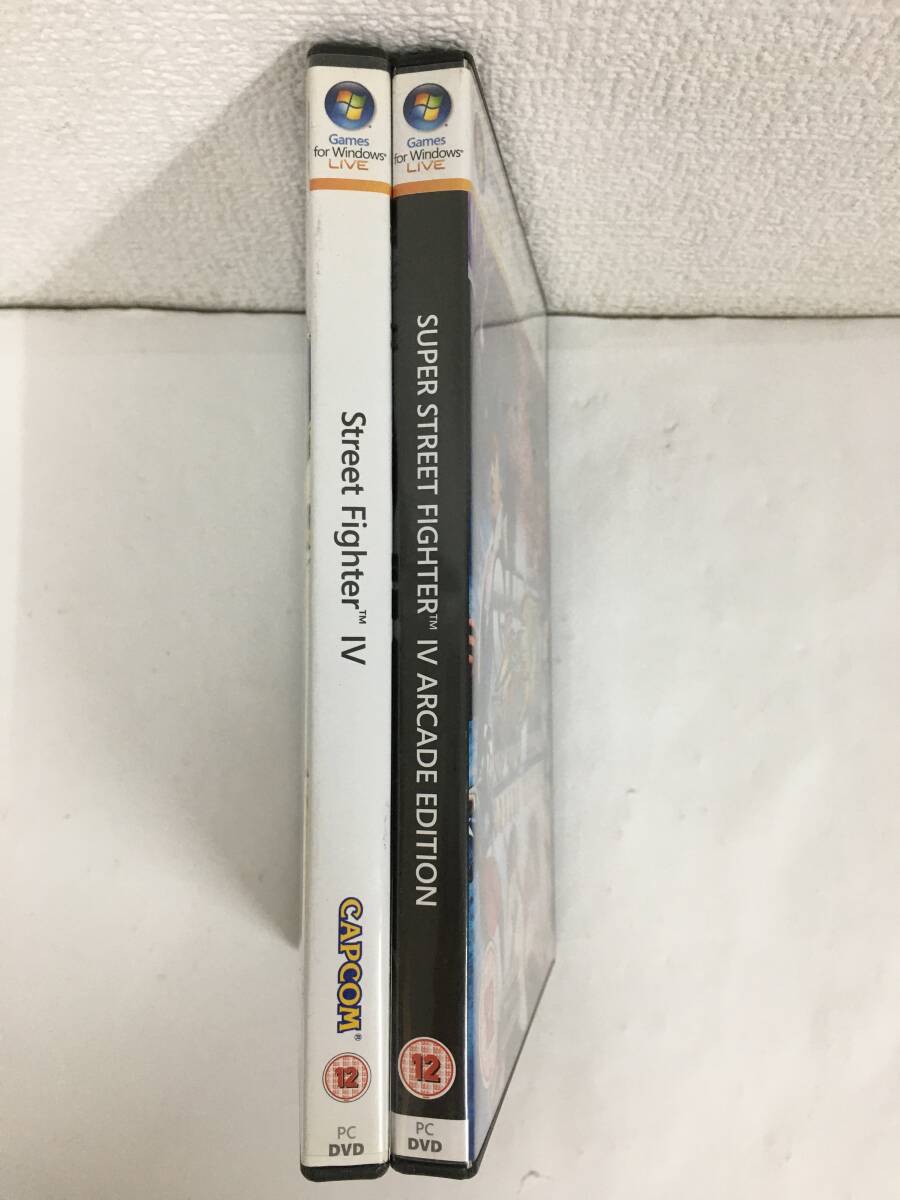 Games
for Windows®
LIVE
Street Fighter™ IV
CAPCOM®
12
PC
DVD
Games
for Windows®
LIVE
SUPER STREET FIGHTER™ IV ARCADE EDITION
12
PC
DVD